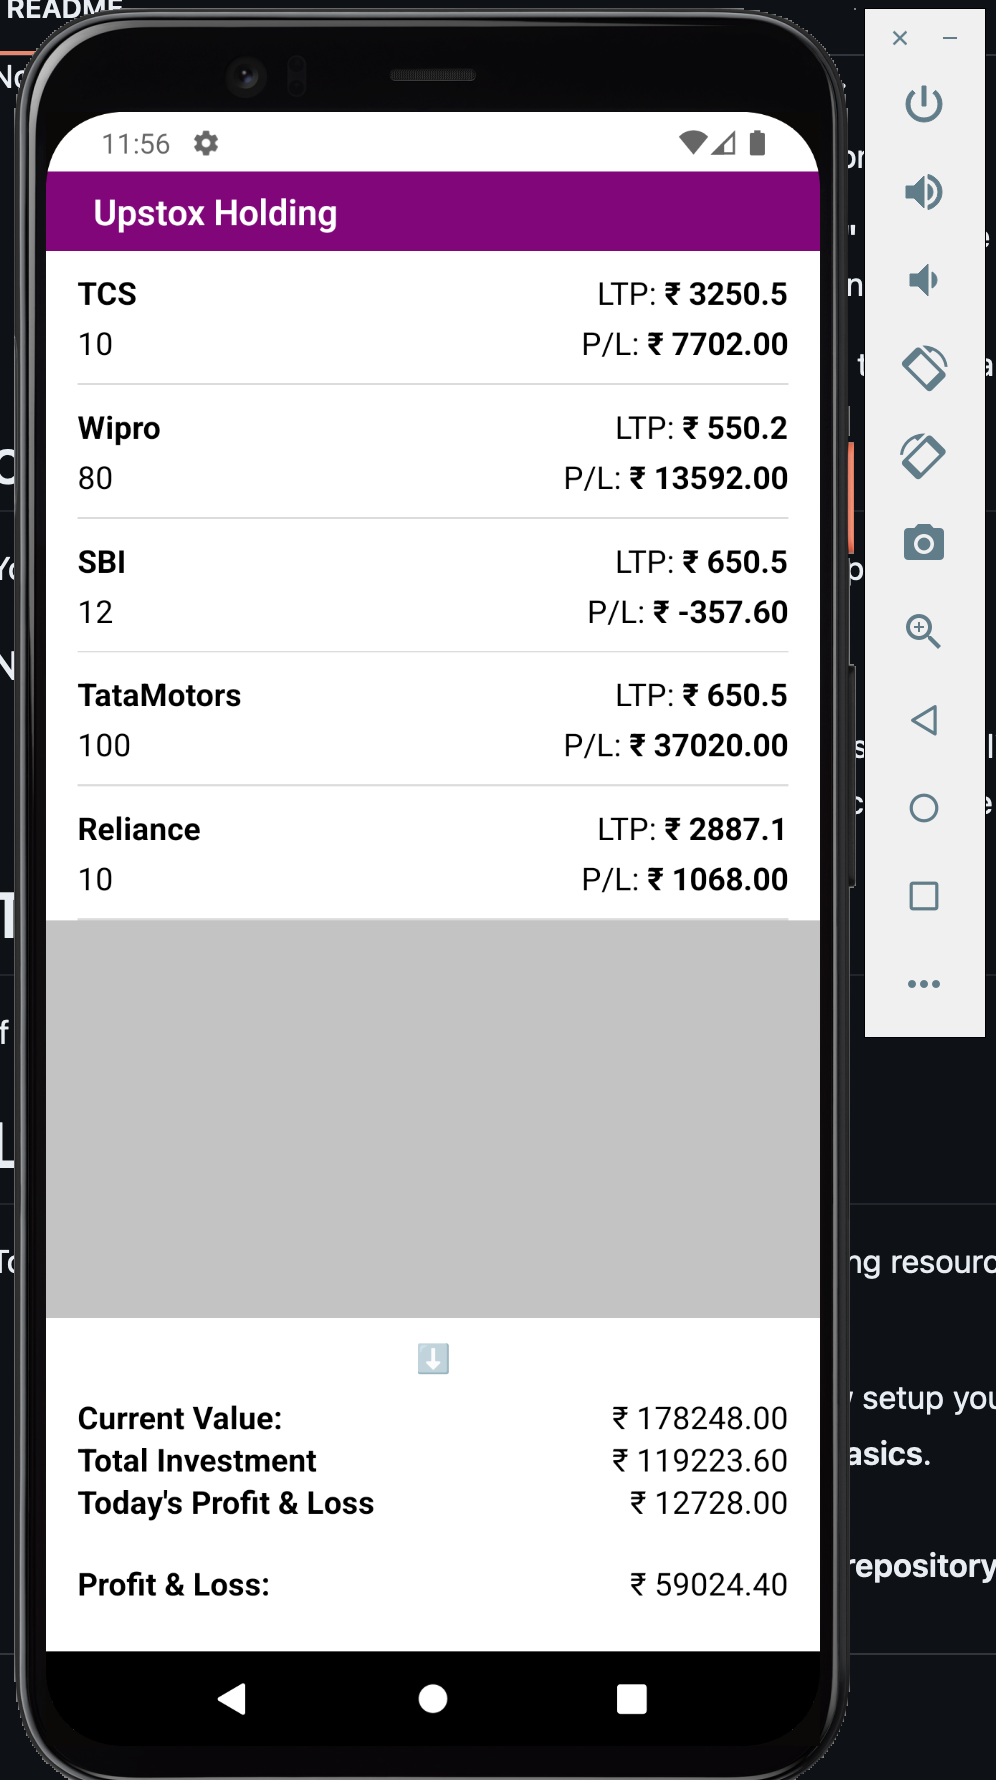 README
11:56
Upstox Holding
TCS LTP: ₹ 3250.5
10 P/L: ₹ 7702.00
Wipro LTP: ₹ 550.2
80 P/L: ₹ 13592.00
SBI LTP: ₹ 650.5
12 P/L: ₹ -357.60
TataMotors LTP: ₹ 650.5
100 P/L: ₹ 37020.00
Reliance LTP: ₹ 2887.1
10 P/L: ₹ 1068.00
Current Value: ₹ 178248.00
Total Investment ₹ 119223.60
Today's Profit & Loss ₹ 12728.00
Profit & Loss: ₹ 59024.40
ng resourc
setup you
asics.
repository